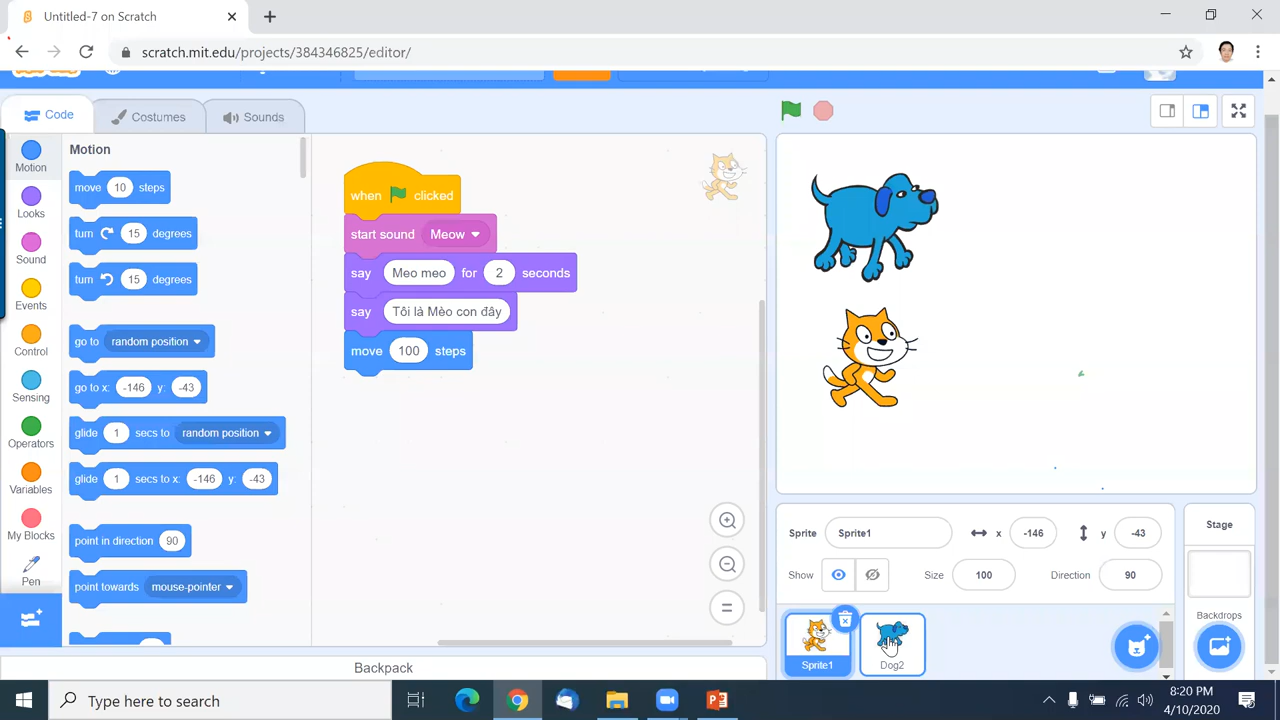 Untitled-7 on Scratch
scratch.mit.edu/projects/384346825/editor/
Code
Costumes
Sounds
Motion
Looks
Sound
Events
Control
Sensing
Operators
Variables
My Blocks
Pen
Motion
move 10 steps
turn 15 degrees
turn 15 degrees
go to random position
go to x: -146 y: -43
glide 1 secs to random position
glide 1 secs to x: -146 y: -43
point in direction 90
point towards mouse-pointer
when clicked
start sound Meow
say Meo meo for 2 seconds
say Tôi là Mèo con đây
move 100 steps
Backpack
Sprite Sprite1 x -146 y -43
Show Size 100 Direction 90
Sprite1
Dog2
Stage
Backdrops
Type here to search
8:20 PM
4/10/2020